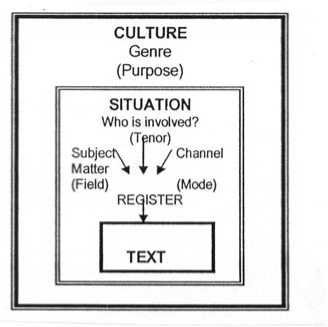 CULTURE
Genre
(Purpose)
SITUATION
Who is involved?
(Tenor)
Subject Channel
Matter
(Field) (Mode)
REGISTER
TEXT